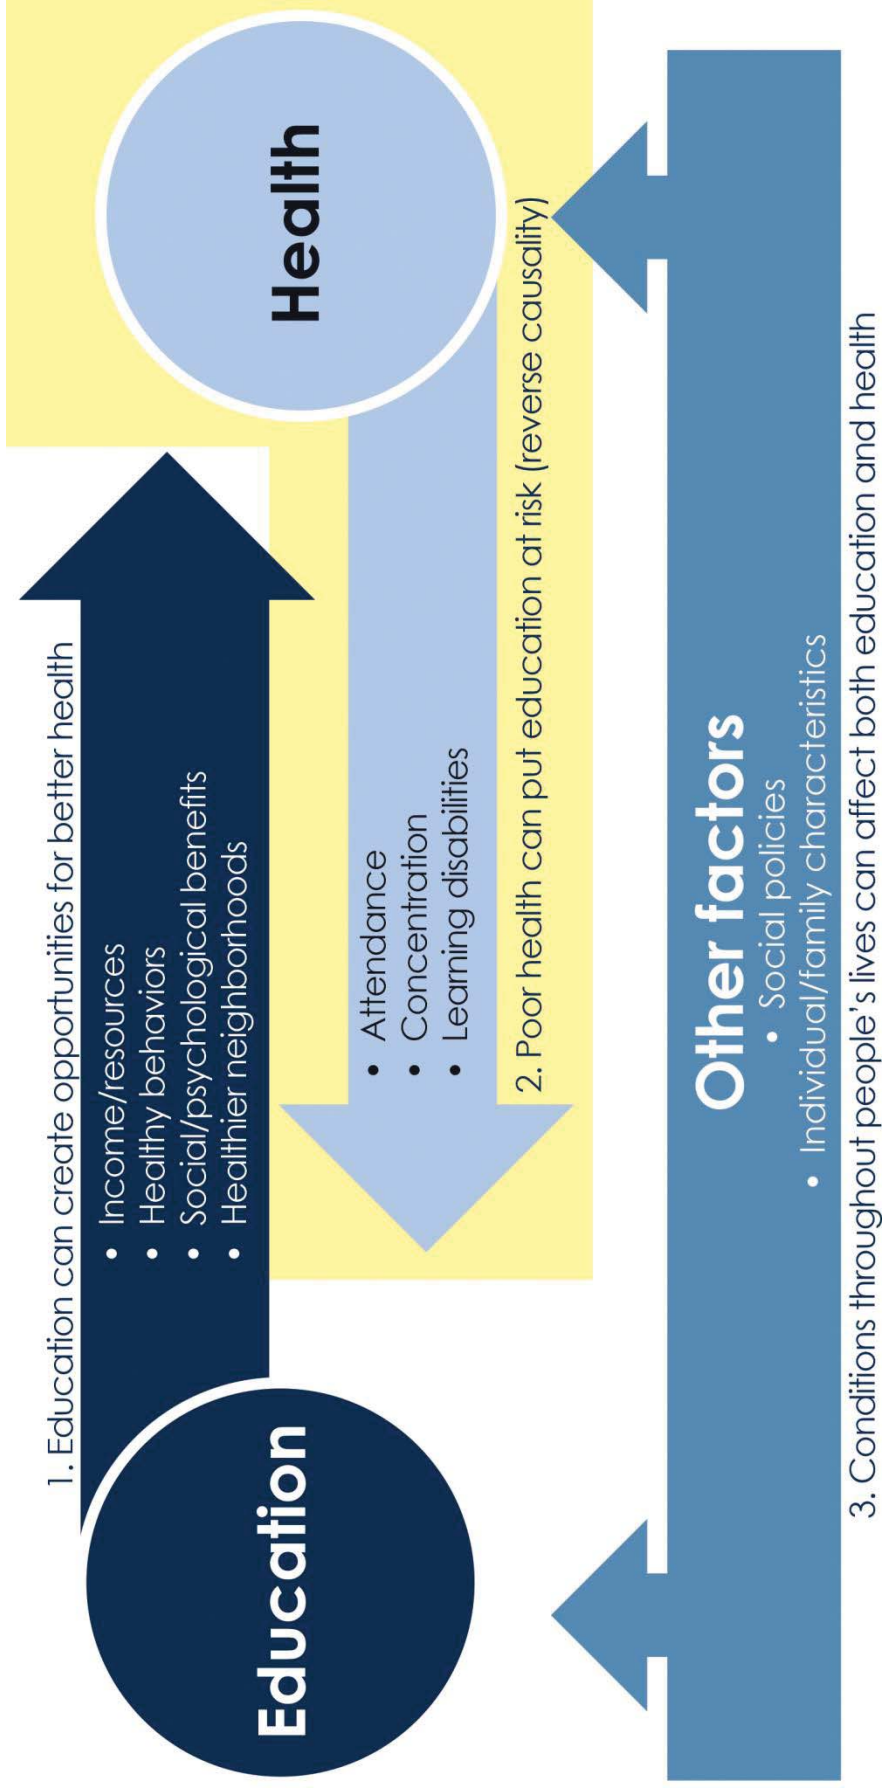 1. Education can create opportunities for better health
Education
• Income/resources
• Healthy behaviors
• Social/psychological benefits
• Healthier neighborhoods
Health
• Attendance
• Concentration
• Learning disabilities
2. Poor health can put education at risk (reverse causality)
Other factors
• Social policies
• Individual/family characteristics
3. Conditions throughout people's lives can affect both education and health